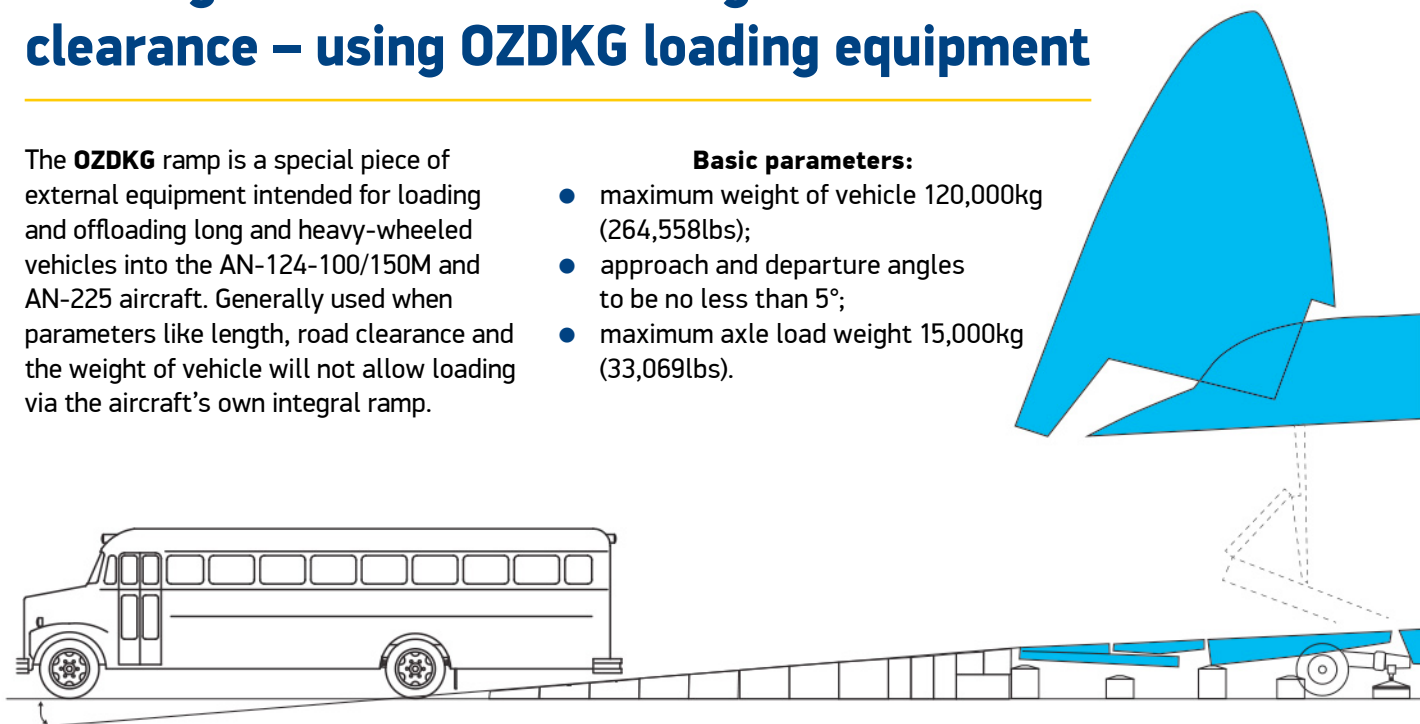 clearance – using OZDKG loading equipment
The OZDKG ramp is a special piece of
external equipment intended for loading
and offloading long and heavy-wheeled
vehicles into the AN-124-100/150M and
AN-225 aircraft. Generally used when
parameters like length, road clearance and
the weight of vehicle will not allow loading
via the aircraft's own integral ramp.
Basic parameters:
● maximum weight of vehicle 120,000kg
(264,558lbs);
● approach and departure angles
to be no less than 5°;
● maximum axle load weight 15,000kg
(33,069lbs).